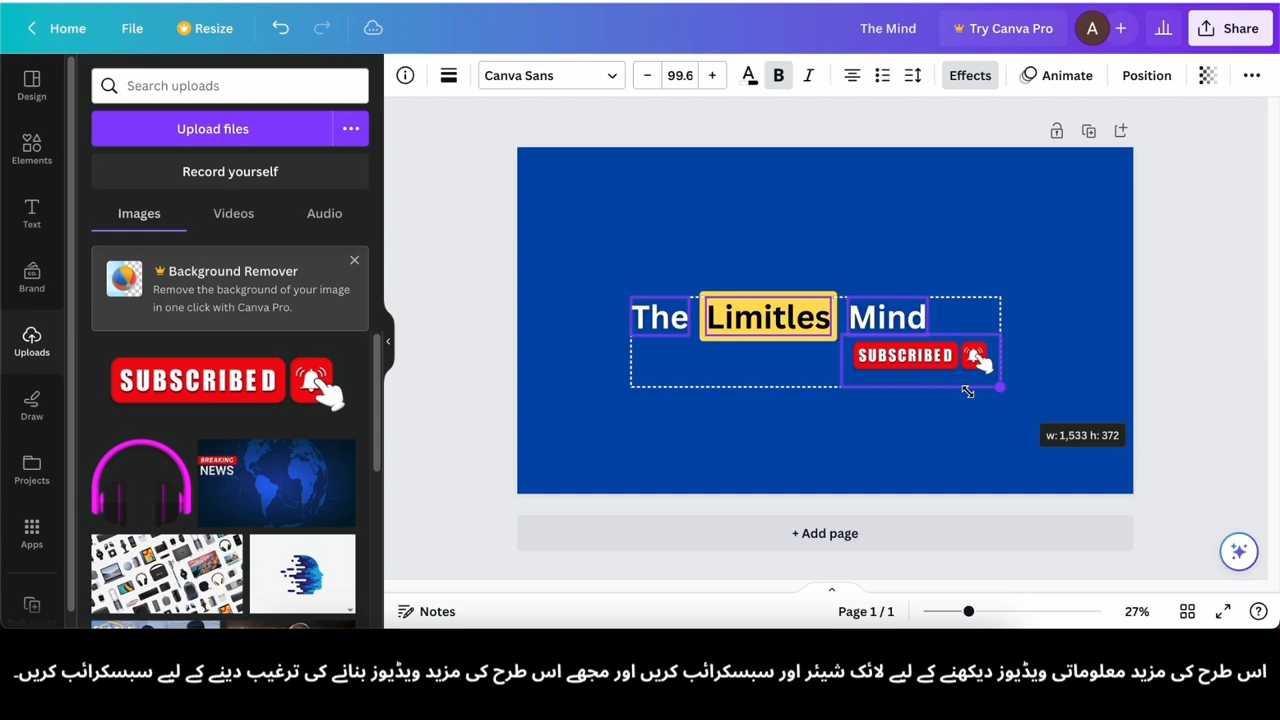 Home File Resize The Mind Try Canva Pro A + Share
Search uploads Canva Sans − 99.6 + A B I Effects Animate Position
Design
Upload files
Elements
Record yourself
Images Videos Audio
Text
Background Remover
Remove the background of your image
in one click with Canva Pro.
Brand
Uploads
SUBSCRIBED
Draw
BREAKING
NEWS
Projects
Apps
The Limitles Mind
SUBSCRIBED
w: 1,533 h: 372
+ Add page
Notes Page 1 / 1 27%
اس طرح کی مزید معلوماتی ویڈیوز دیکھنے کے لیے لائک شیئر اور سبسکرائب کریں اور مجھے اس طرح کی مزید ویڈیوز بنانے کی ترغیب دینے کے لیے سبسکرائب کریں۔